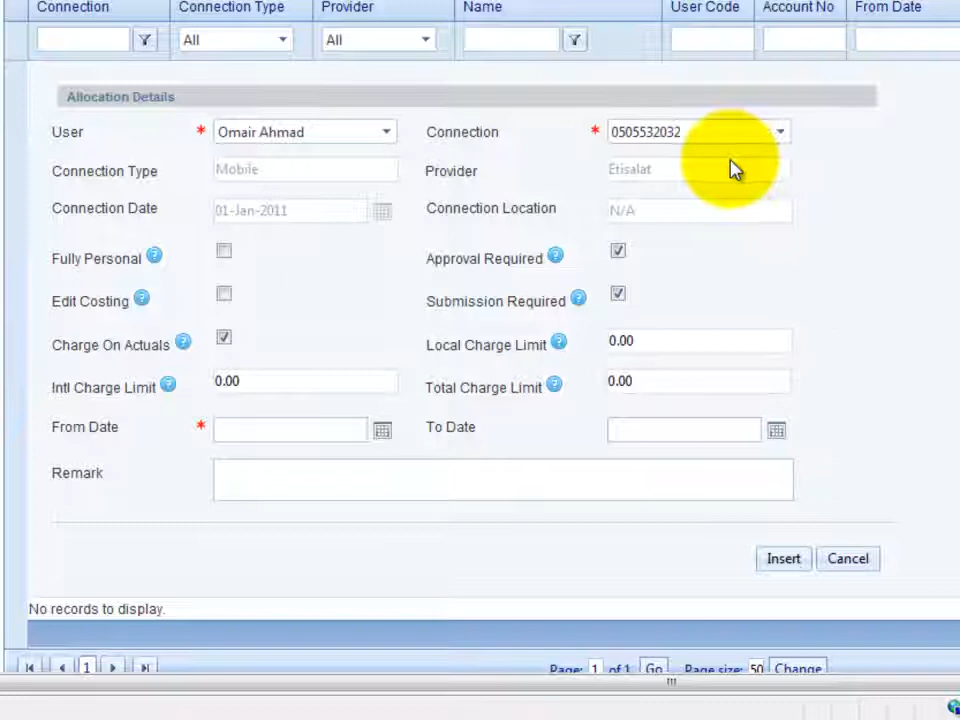 Connection Connection Type Provider Name User Code Account No From Date
All All
Allocation Details
User * Omair Ahmad Connection * 0505532032
Connection Type Mobile Provider Etisalat
Connection Date 01-Jan-2011 Connection Location N/A
Fully Personal ? Approval Required ?
Edit Costing ? Submission Required ?
Charge On Actuals ? Local Charge Limit ? 0.00
Intl Charge Limit ? 0.00 Total Charge Limit ? 0.00
From Date * To Date
Remark
Insert Cancel
No records to display.
1 Page: 1 of 1 Go Page size: 50 Change